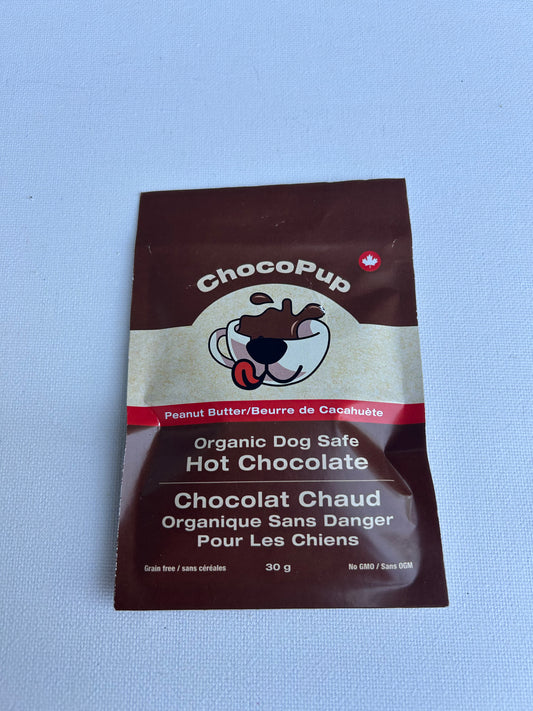 ChocoPup
Peanut Butter/Beurre de Cacahuète
Organic Dog Safe
Hot Chocolate
Chocolat Chaud
Organique Sans Danger
Pour Les Chiens
Grain free / sans céréales
30 g
No GMO / Sans OGM